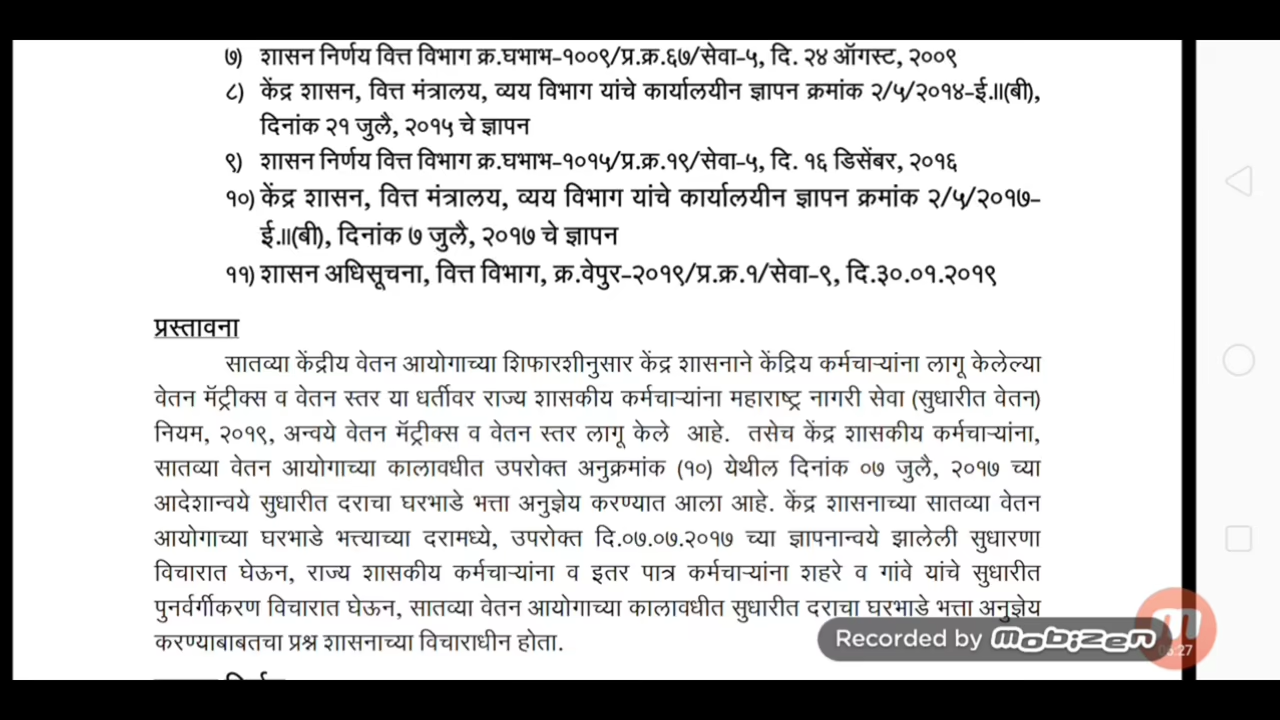 ७) शासन निर्णय वित्त विभाग क्र.घभाभ-१००९/प्र.क्र.६७/सेवा-५, दि. २४ ऑगस्ट, २००९
८) केंद्र शासन, वित्त मंत्रालय, व्यय विभाग यांचे कार्यालयीन ज्ञापन क्रमांक २/५/२०१४-ई.II(बी),
दिनांक २१ जुलै, २०१५ चे ज्ञापन
९) शासन निर्णय वित्त विभाग क्र.घभाभ-१०१५/प्र.क्र.१९/सेवा-५, दि. १६ डिसेंबर, २०१६
१०) केंद्र शासन, वित्त मंत्रालय, व्यय विभाग यांचे कार्यालयीन ज्ञापन क्रमांक २/५/२०१७-
ई.II(बी), दिनांक ७ जुलै, २०१७ चे ज्ञापन
११) शासन अधिसूचना, वित्त विभाग, क्र.वेपुर-२०१९/प्र.क्र.१/सेवा-९, दि.३०.०१.२०१९
प्रस्तावना
सातव्या केंद्रीय वेतन आयोगाच्या शिफारशीनुसार केंद्र शासनाने केंद्रिय कर्मचाऱ्यांना लागू केलेल्या
वेतन मॅट्रीक्स व वेतन स्तर या धर्तीवर राज्य शासकीय कर्मचाऱ्यांना महाराष्ट्र नागरी सेवा (सुधारीत वेतन)
नियम, २०१९, अन्वये वेतन मॅट्रीक्स व वेतन स्तर लागू केले आहे. तसेच केंद्र शासकीय कर्मचाऱ्यांना,
सातव्या वेतन आयोगाच्या कालावधीत उपरोक्त अनुक्रमांक (१०) येथील दिनांक ०७ जुलै, २०१७ च्या
आदेशान्वये सुधारीत दराचा घरभाडे भत्ता अनुज्ञेय करण्यात आला आहे. केंद्र शासनाच्या सातव्या वेतन
आयोगाच्या घरभाडे भत्त्याच्या दरामध्ये, उपरोक्त दि.०७.०७.२०१७ च्या ज्ञापनान्वये झालेली सुधारणा
विचारात घेऊन, राज्य शासकीय कर्मचाऱ्यांना व इतर पात्र कर्मचाऱ्यांना शहरे व गांवे यांचे सुधारीत
पुनर्वर्गीकरण विचारात घेऊन, सातव्या वेतन आयोगाच्या कालावधीत सुधारीत दराचा घरभाडे भत्ता अनुज्ञेय
करण्याबाबतचा प्रश्न शासनाच्या विचाराधीन होता.
Recorded by mobizen
06:27